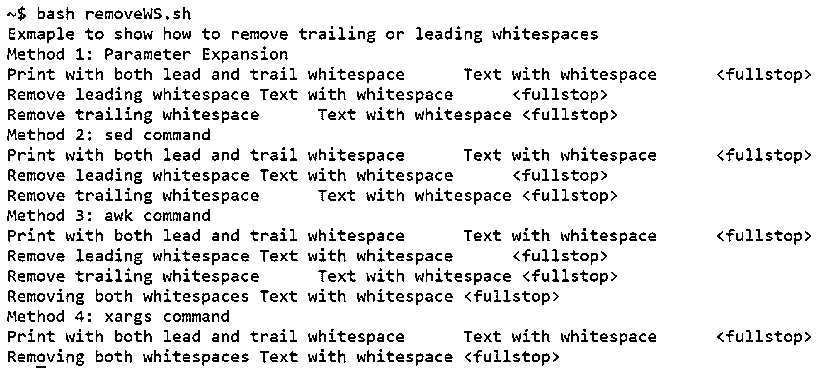 ~$ bash removeWS.sh
Exmaple to show how to remove trailing or leading whitespaces
Method 1: Parameter Expansion
Print with both lead and trail whitespace      Text with whitespace      <fullstop>
Remove leading whitespace Text with whitespace      <fullstop>
Remove trailing whitespace      Text with whitespace <fullstop>
Method 2: sed command
Print with both lead and trail whitespace      Text with whitespace      <fullstop>
Remove leading whitespace Text with whitespace      <fullstop>
Remove trailing whitespace      Text with whitespace <fullstop>
Method 3: awk command
Print with both lead and trail whitespace      Text with whitespace      <fullstop>
Remove leading whitespace Text with whitespace      <fullstop>
Remove trailing whitespace      Text with whitespace <fullstop>
Removing both whitespaces Text with whitespace <fullstop>
Method 4: xargs command
Print with both lead and trail whitespace      Text with whitespace      <fullstop>
Removing both whitespaces Text with whitespace <fullstop>